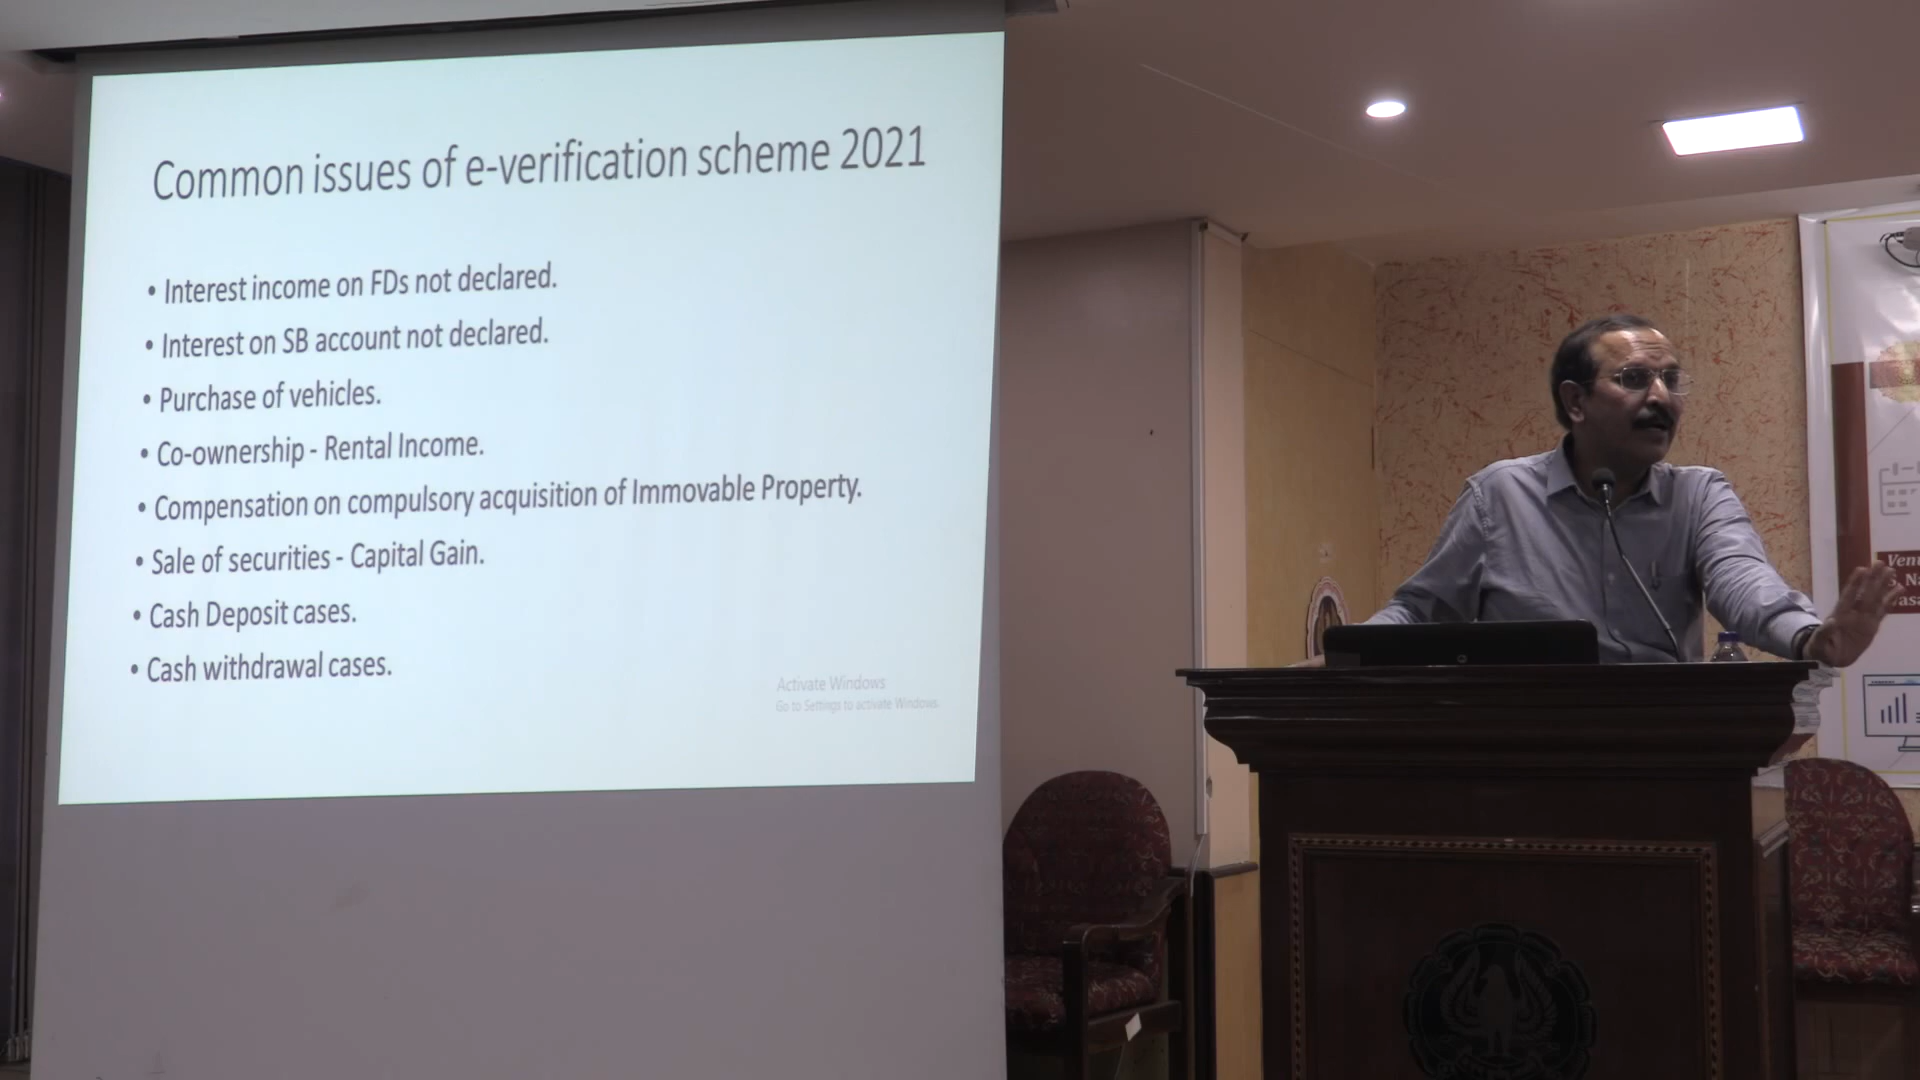 Common issues of e-verification scheme 2021
• Interest income on FDs not declared.
• Interest on SB account not declared.
• Purchase of vehicles.
• Co-ownership - Rental Income.
• Compensation on compulsory acquisition of Immovable Property.
• Sale of securities - Capital Gain.
• Cash Deposit cases.
• Cash withdrawal cases.
Activate Windows
Go to Settings to activate Windows.